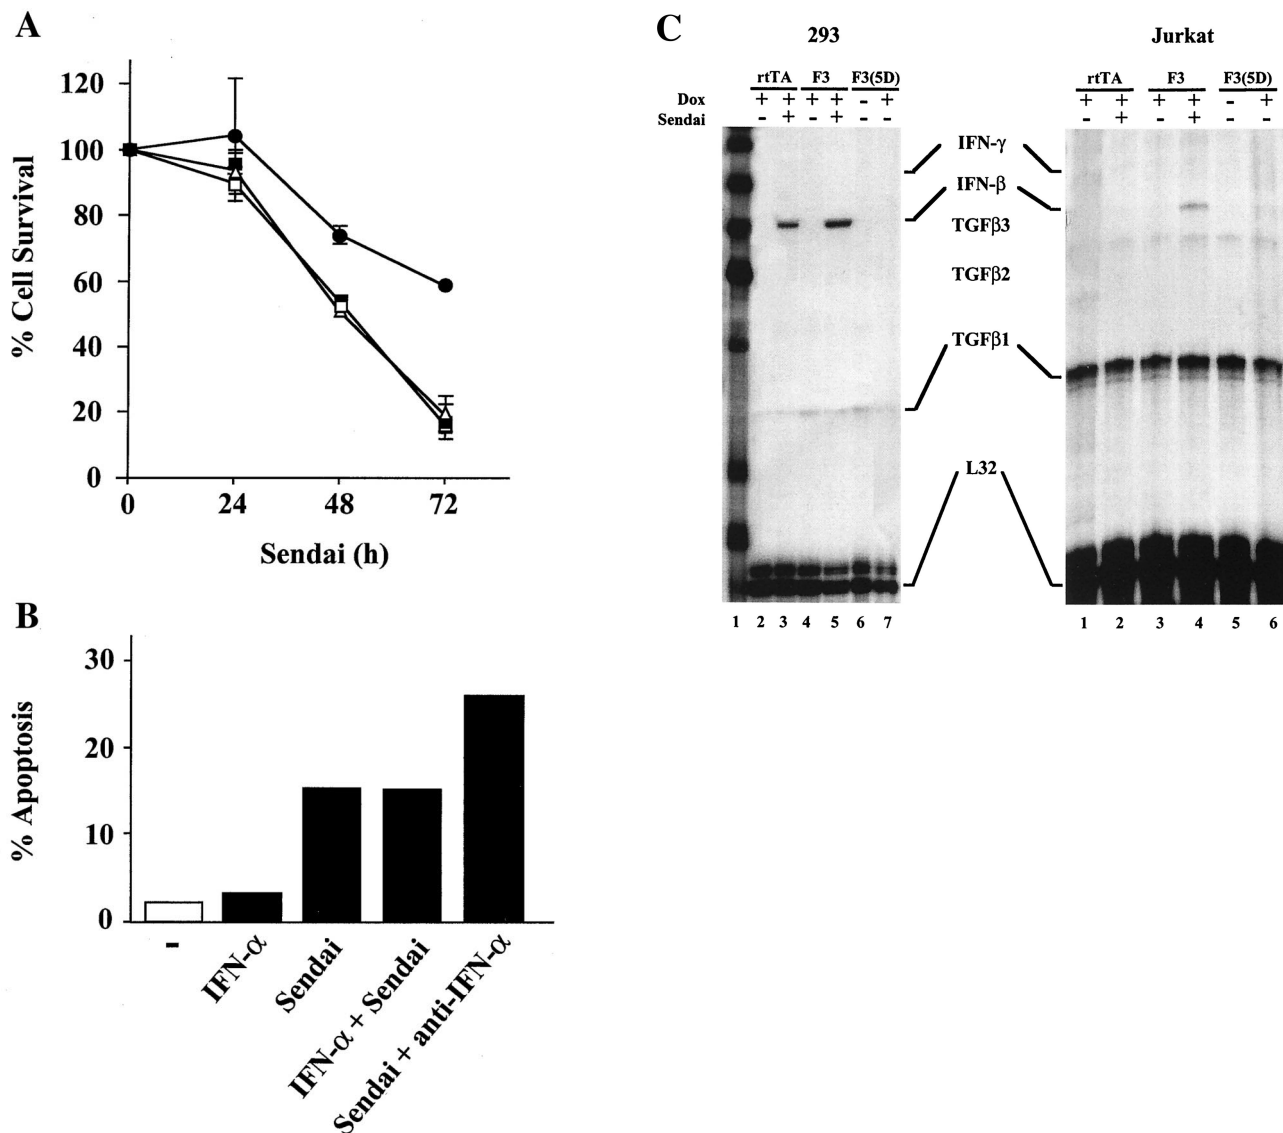 A
120
100
80
60
40
20
0
% Cell Survival
0 24 48 72
Sendai (h)
B
30
20
10
0
% Apoptosis
-
IFN-α
Sendai
IFN-α + Sendai
Sendai + anti-IFN-α
C
293 Jurkat
rtTA F3 F3(5D) rtTA F3 F3(5D)
Dox + + + + - + + + + + - +
Sendai - + - + - - - + - + - -
IFN-γ
IFN-β
TGFβ3
TGFβ2
TGFβ1
L32
1 2 3 4 5 6 7 1 2 3 4 5 6